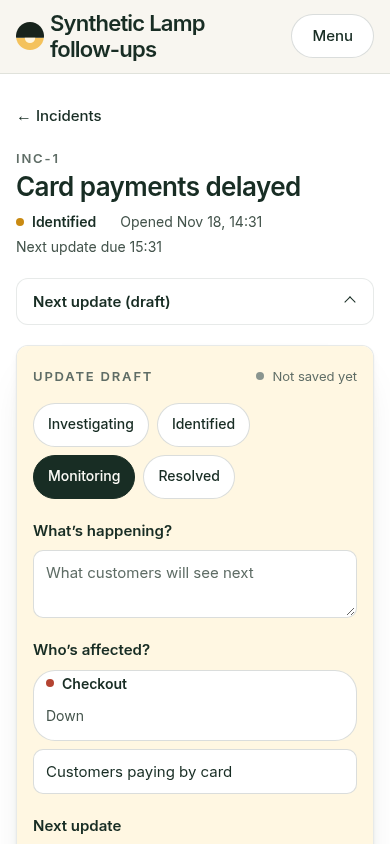 Synthetic Lamp
follow-ups
Menu
← Incidents
INC-1
Card payments delayed
Identified Opened Nov 18, 14:31
Next update due 15:31
Next update (draft)
UPDATE DRAFT Not saved yet
Investigating Identified
Monitoring Resolved
What’s happening?
What customers will see next
Who’s affected?
Checkout
Down
Customers paying by card
Next update